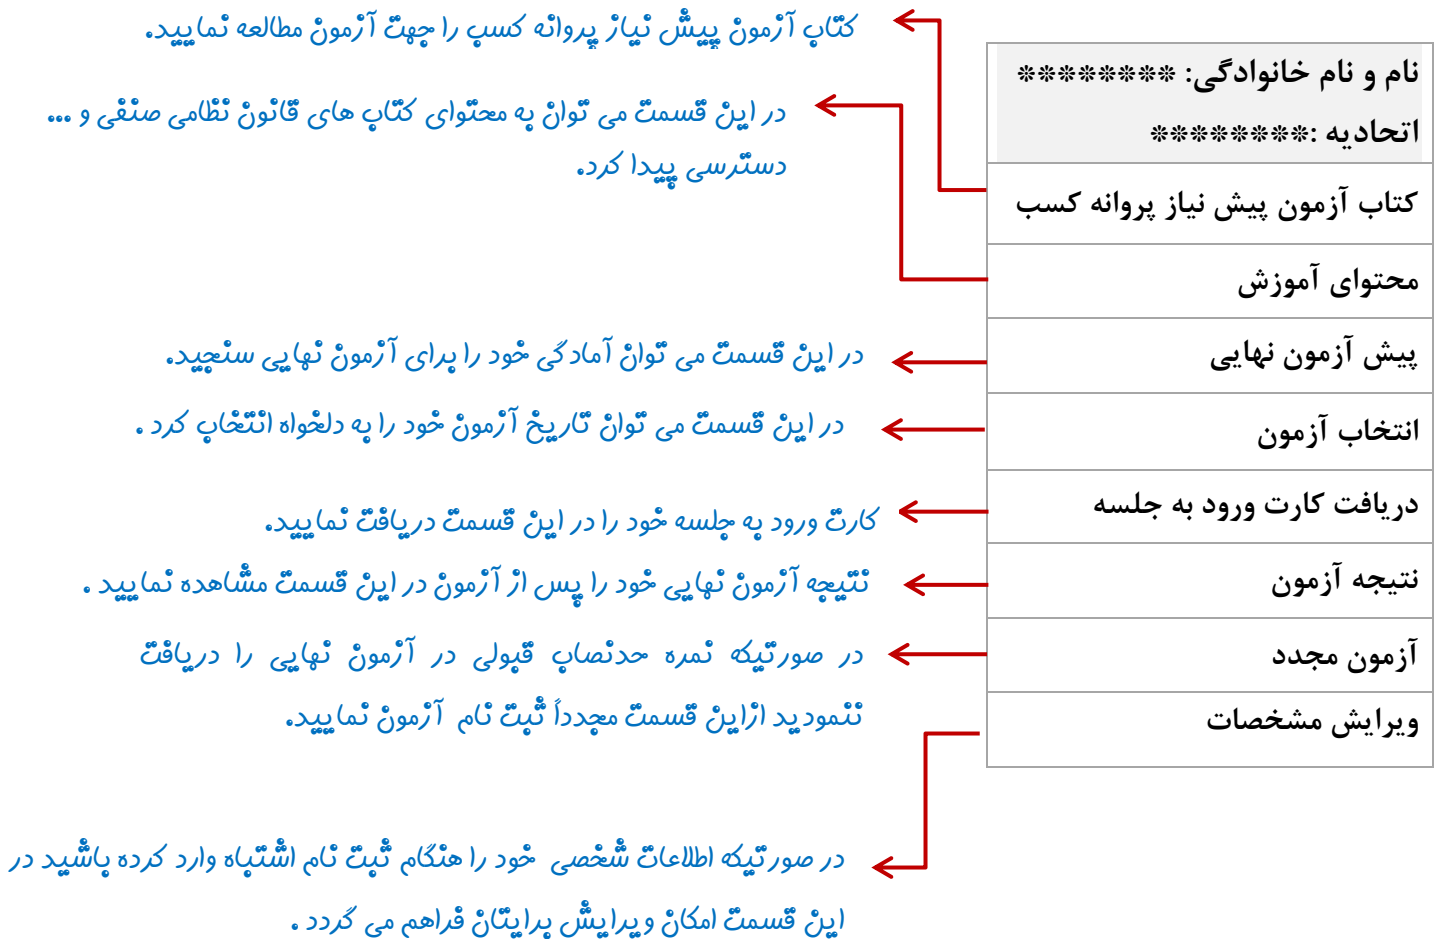 نام و نام خانوادگی: ********
اتحادیه :********
کتاب آزمون پیش نیاز پروانه کسب
محتوای آموزش
پیش آزمون نهایی
انتخاب آزمون
دریافت کارت ورود به جلسه
نتیجه آزمون
آزمون مجدد
ویرایش مشخصات
کتاب آزمون پیش نیاز پروانه کسب را جهت آزمون مطالعه نمایید.
در این قسمت می توان به محتوای کتاب های قانون نظامی صنفی و ...
دسترسی پیدا کرد.
در این قسمت می توان آمادگی خود را برای آزمون نهایی سنجید.
در این قسمت می توان تاریخ آزمون خود را به دلخواه انتخاب کرد .
کارت ورود به جلسه خود را در این قسمت دریافت نمایید.
نتیجه آزمون نهایی خود را پس از آزمون در این قسمت مشاهده نمایید .
در صورتیکه نمره حدنصاب قبولی در آزمون نهایی را دریافت
ننمودید ازاین قسمت مجدداً ثبت نام آزمون نمایید.
در صورتیکه اطلاعات شخصی خود را هنگام ثبت نام اشتباه وارد کرده باشید در
این قسمت امکان ویرایش برایتان فراهم می گردد .